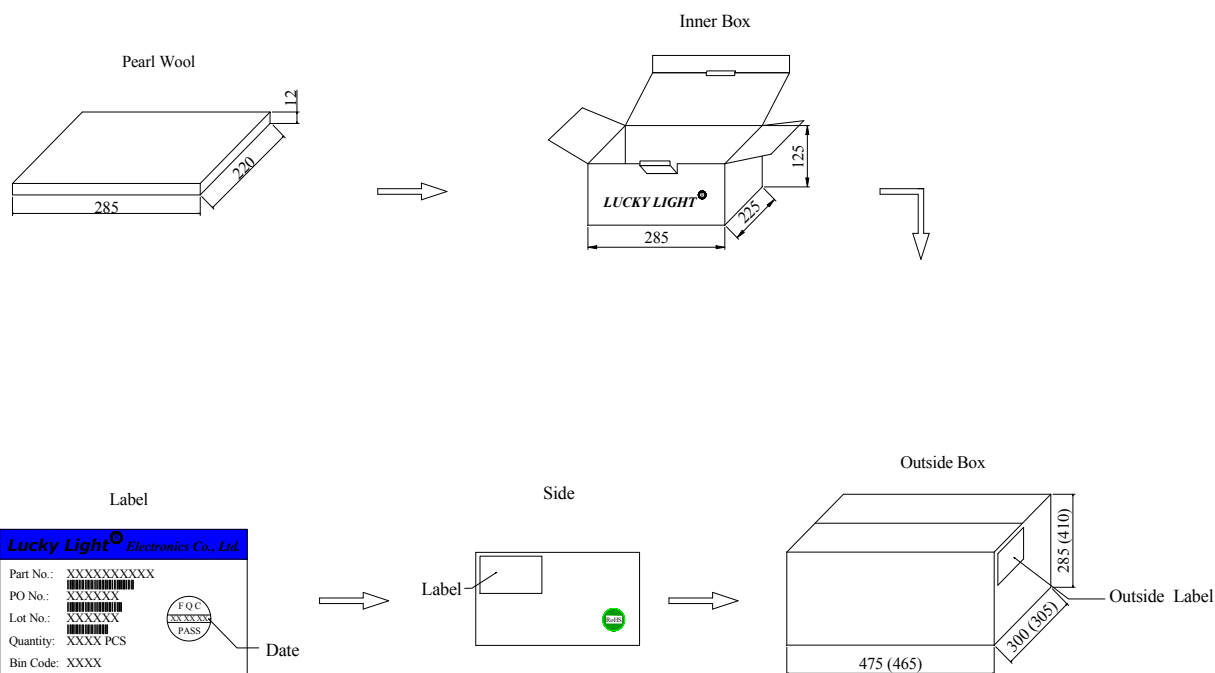 Inner Box
Pearl Wool
12
220
285
125
225
LUCKY LIGHT
285
Outside Box
Label
Side
Lucky Light Electronics Co., Ltd.
Part No.: XXXXXXXXXX
PO No.: XXXXXX
Lot No.: XXXXXX
Quantity: XXXX PCS
Bin Code: XXXX
FQC
XX XX XX
PASS
Date
Label
RoHS
285 (410)
Outside Label
300 (305)
475 (465)